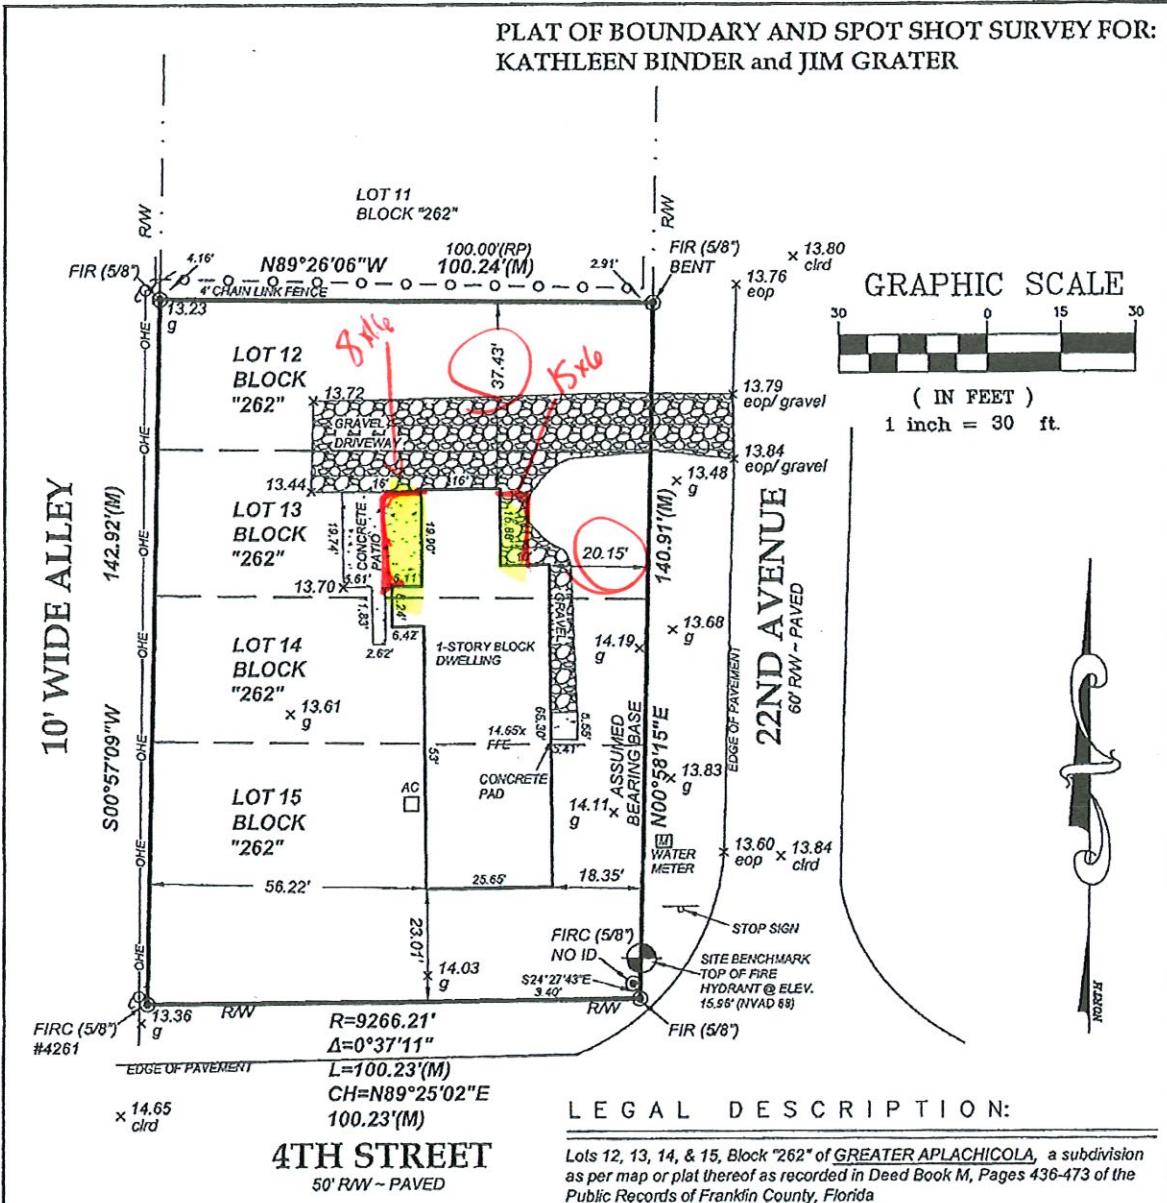 PLAT OF BOUNDARY AND SPOT SHOT SURVEY FOR:
KATHLEEN BINDER and JIM GRATER
LOT 11
BLOCK "262"
R/W
R/W
FIR (5/8")
4.16'
N89°26'06"W
100.00'(RP)
100.24'(M)
2.91'
FIR (5/8")
BENT
4' CHAIN LINK FENCE
13.80
clrd
13.76
eop
GRAPHIC SCALE
30 0 15 30
( IN FEET )
1 inch = 30 ft.
13.23
g
OHE
LOT 12
BLOCK
"262"
8x16
37.43'
15x6
13.72
GRAVEL
DRIVEWAY
13.79
eop/ gravel
13.84
eop/ gravel
13.48
g
OHE
13.44
16'
16'
LOT 13
BLOCK
"262"
19.74'
CONCRETE
PATIO
19.90'
15.88'
20.15'
140.91'(M)
10' WIDE ALLEY
142.92'(M)
S00°57'09"W
OHE
13.70
5.61'
6.11'
6.24'
1.83'
6.42'
2.62'
GRAVEL
22ND AVENUE
60' R/W ~ PAVED
13.68
g
14.19
g
LOT 14
BLOCK
"262"
1-STORY BLOCK
DWELLING
13.61
g
OHE
14.65x
FFE
65.30'
5.55'
5.41'
ASSUMED
BEARING BASE
N00°58'15"E
EDGE OF PAVEMENT
53'
CONCRETE
PAD
13.83
g
14.11
g
LOT 15
BLOCK
"262"
AC
OHE
M
WATER
METER
13.60
eop
13.84
clrd
56.22'
25.65'
18.35'
23.01'
OHE
STOP SIGN
FIRC (5/8")
NO ID
S24°27'43"E
3.40'
SITE BENCHMARK
TOP OF FIRE
HYDRANT @ ELEV.
15.96' (NVAD 88)
14.03
g
FIRC (5/8")
#4261
13.36
g
R/W
R/W
FIR (5/8")
EDGE OF PAVEMENT
R=9266.21'
Δ=0°37'11"
L=100.23'(M)
CH=N89°25'02"E
100.23'(M)
14.65
clrd
4TH STREET
50' R/W ~ PAVED
LEGAL DESCRIPTION:
Lots 12, 13, 14, & 15, Block "262" of GREATER APLACHICOLA, a subdivision
as per map or plat thereof as recorded in Deed Book M, Pages 436-473 of the
Public Records of Franklin County, Florida